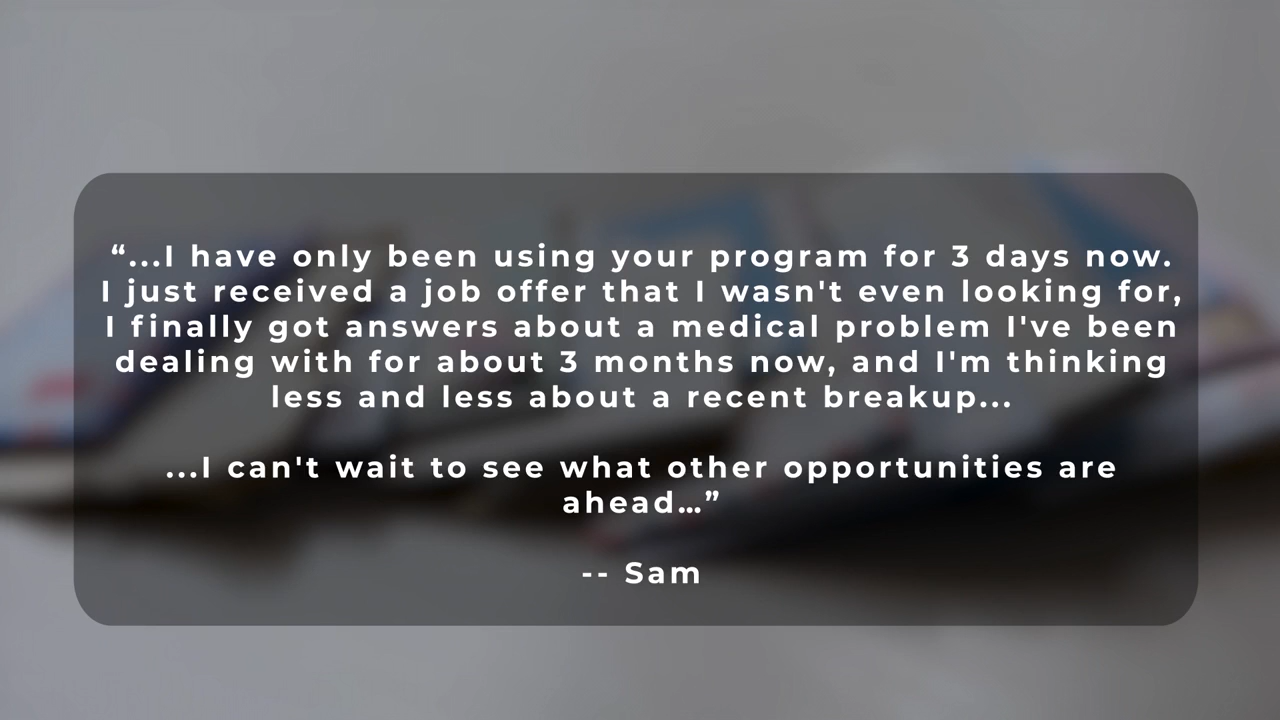 “...I have only been using your program for 3 days now.
I just received a job offer that I wasn't even looking for,
I finally got answers about a medical problem I've been
dealing with for about 3 months now, and I'm thinking
less and less about a recent breakup...
...I can't wait to see what other opportunities are
ahead…”
-- Sam